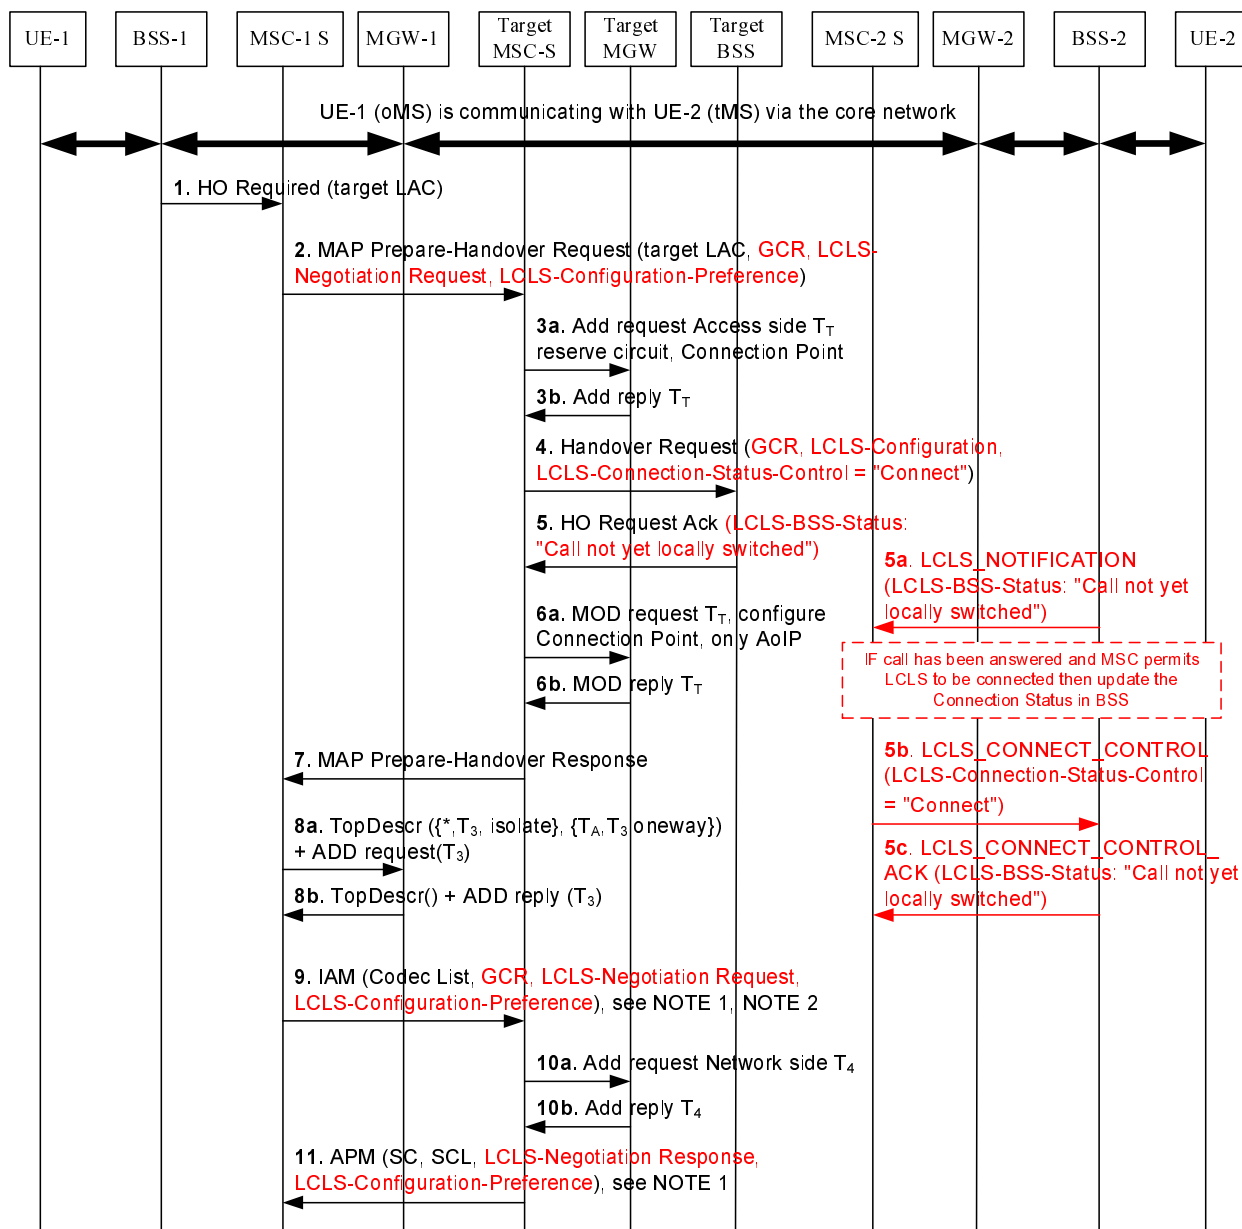 UE-1
BSS-1
MSC-1 S
MGW-1
Target
MSC-S
Target
MGW
Target
BSS
MSC-2 S
MGW-2
BSS-2
UE-2
UE-1 (oMS) is communicating with UE-2 (tMS) via the core network
1. HO Required (target LAC)
2. MAP Prepare-Handover Request (target LAC, GCR, LCLS-
Negotiation Request, LCLS-Configuration-Preference)
3a. Add request Access side TT
reserve circuit, Connection Point
3b. Add reply TT
4. Handover Request (GCR, LCLS-Configuration,
LCLS-Connection-Status-Control = "Connect")
5. HO Request Ack (LCLS-BSS-Status:
"Call not yet locally switched")
5a. LCLS_NOTIFICATION
(LCLS-BSS-Status: "Call not yet
locally switched")
6a. MOD request TT, configure
Connection Point, only AoIP
6b. MOD reply TT
IF call has been answered and MSC permits
LCLS to be connected then update the
Connection Status in BSS
7. MAP Prepare-Handover Response
5b. LCLS_CONNECT_CONTROL
(LCLS-Connection-Status-Control
= "Connect")
8a. TopDescr ({*,T3, isolate}, {TA,T3 oneway})
+ ADD request(T3)
5c. LCLS_CONNECT_CONTROL_
ACK (LCLS-BSS-Status: "Call not yet
locally switched")
8b. TopDescr() + ADD reply (T3)
9. IAM (Codec List, GCR, LCLS-Negotiation Request,
LCLS-Configuration-Preference), see NOTE 1, NOTE 2
10a. Add request Network side T4
10b. Add reply T4
11. APM (SC, SCL, LCLS-Negotiation Response,
LCLS-Configuration-Preference), see NOTE 1